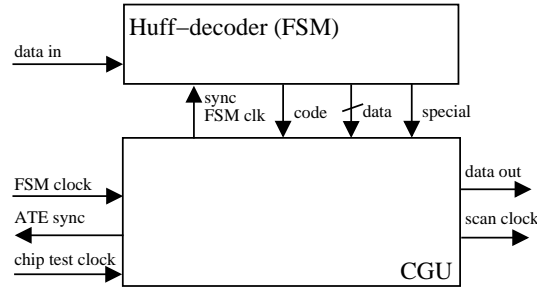 Huff−decoder (FSM)
data in
sync
FSM clk
code
data
special
FSM clock
data out
ATE sync
scan clock
chip test clock
CGU